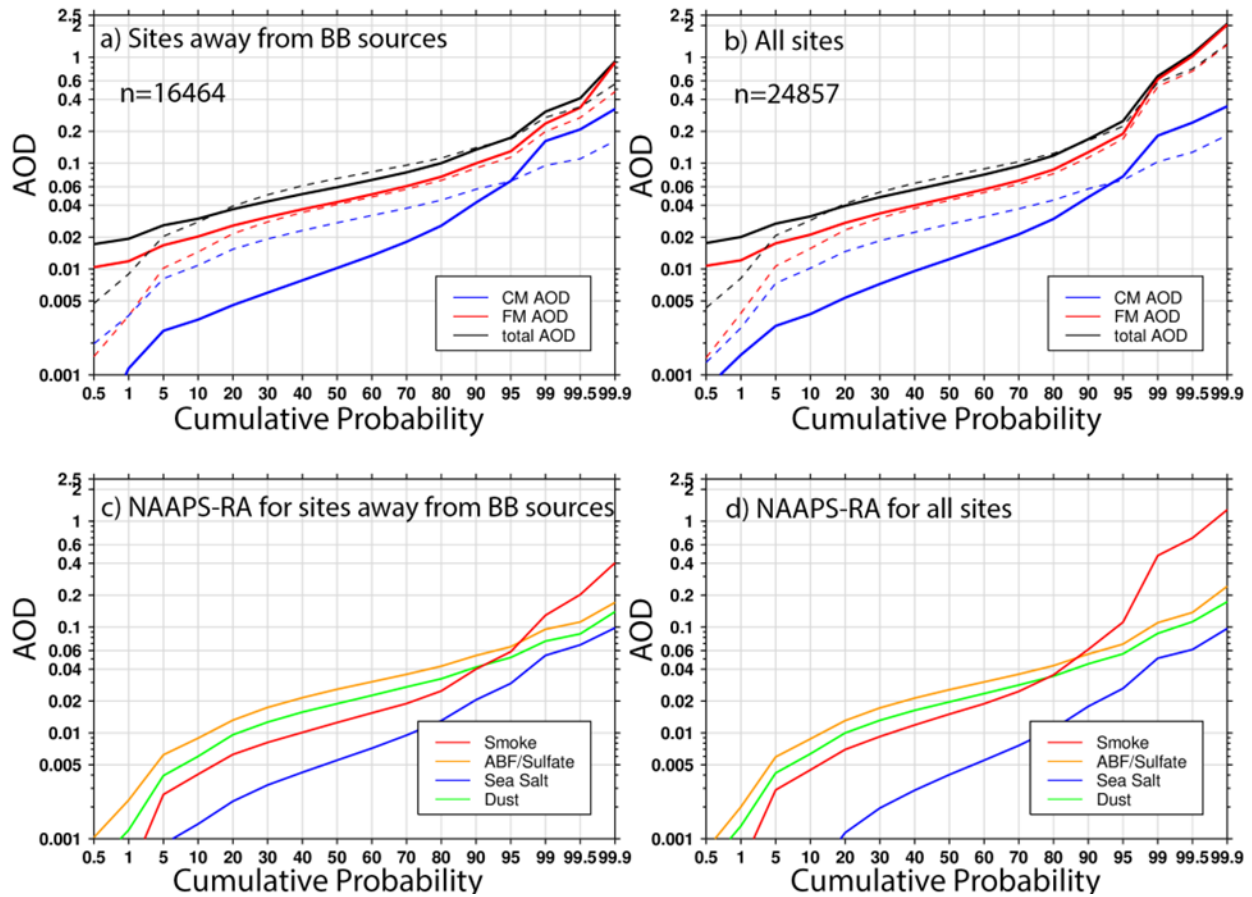 a) Sites away from BB sources
n=16464
2.5
2
1
0.6
0.4
0.2
0.1
0.06
0.04
0.02
0.01
0.005
0.001
AOD
CM AOD
FM AOD
total AOD
0.5 1 5 10 20 30 40 50 60 70 80 90 95 99 99.5 99.9
Cumulative Probability
b) All sites
n=24857
2.5
2
1
0.6
0.4
0.2
0.1
0.06
0.04
0.02
0.01
0.005
0.001
AOD
CM AOD
FM AOD
total AOD
0.5 1 5 10 20 30 40 50 60 70 80 90 95 99 99.5 99.9
Cumulative Probability
c) NAAPS-RA for sites away from BB sources
2.5
2
1
0.6
0.4
0.2
0.1
0.06
0.04
0.02
0.01
0.005
0.001
AOD
Smoke
ABF/Sulfate
Sea Salt
Dust
0.5 1 5 10 20 30 40 50 60 70 80 90 95 99 99.5 99.9
Cumulative Probability
d) NAAPS-RA for all sites
2.5
2
1
0.6
0.4
0.2
0.1
0.06
0.04
0.02
0.01
0.005
0.001
AOD
Smoke
ABF/Sulfate
Sea Salt
Dust
0.5 1 5 10 20 30 40 50 60 70 80 90 95 99 99.5 99.9
Cumulative Probability